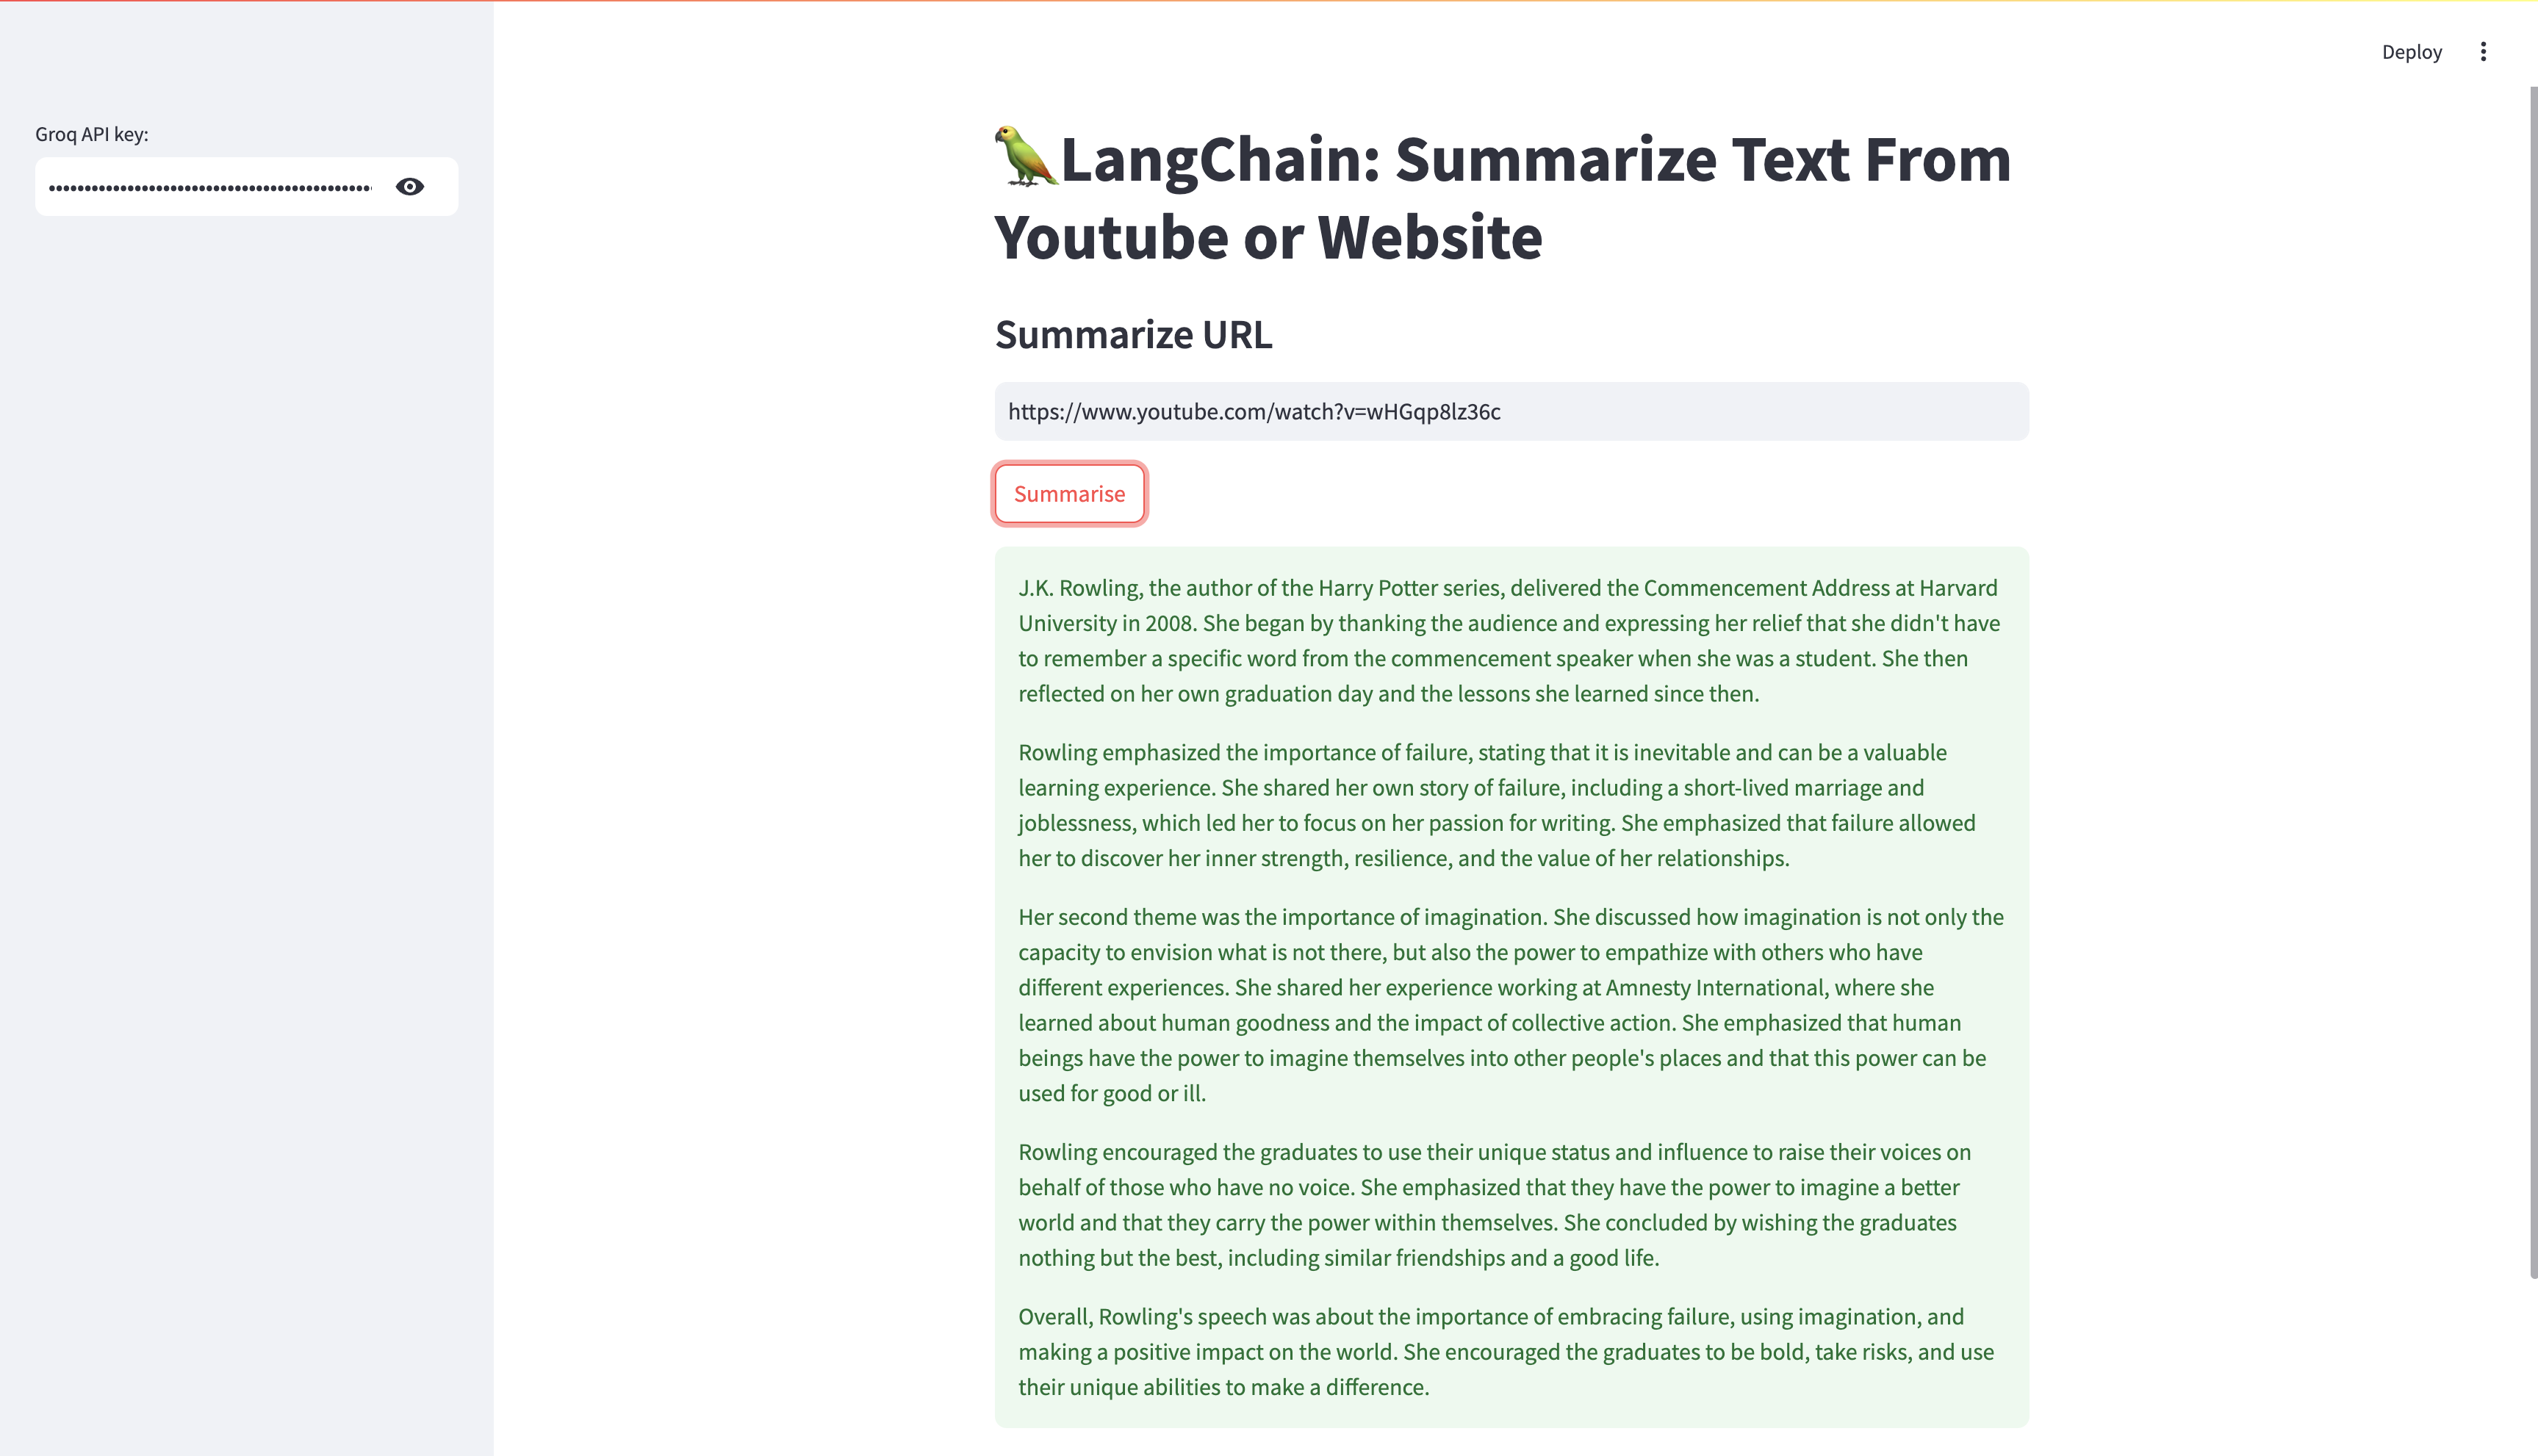 Deploy
Groq API key:
🦜LangChain: Summarize Text From
Youtube or Website
Summarize URL
https://www.youtube.com/watch?v=wHGqp8lz36c
Summarise
J.K. Rowling, the author of the Harry Potter series, delivered the Commencement Address at Harvard
University in 2008. She began by thanking the audience and expressing her relief that she didn't have
to remember a specific word from the commencement speaker when she was a student. She then
reflected on her own graduation day and the lessons she learned since then.
Rowling emphasized the importance of failure, stating that it is inevitable and can be a valuable
learning experience. She shared her own story of failure, including a short-lived marriage and
joblessness, which led her to focus on her passion for writing. She emphasized that failure allowed
her to discover her inner strength, resilience, and the value of her relationships.
Her second theme was the importance of imagination. She discussed how imagination is not only the
capacity to envision what is not there, but also the power to empathize with others who have
different experiences. She shared her experience working at Amnesty International, where she
learned about human goodness and the impact of collective action. She emphasized that human
beings have the power to imagine themselves into other people's places and that this power can be
used for good or ill.
Rowling encouraged the graduates to use their unique status and influence to raise their voices on
behalf of those who have no voice. She emphasized that they have the power to imagine a better
world and that they carry the power within themselves. She concluded by wishing the graduates
nothing but the best, including similar friendships and a good life.
Overall, Rowling's speech was about the importance of embracing failure, using imagination, and
making a positive impact on the world. She encouraged the graduates to be bold, take risks, and use
their unique abilities to make a difference.